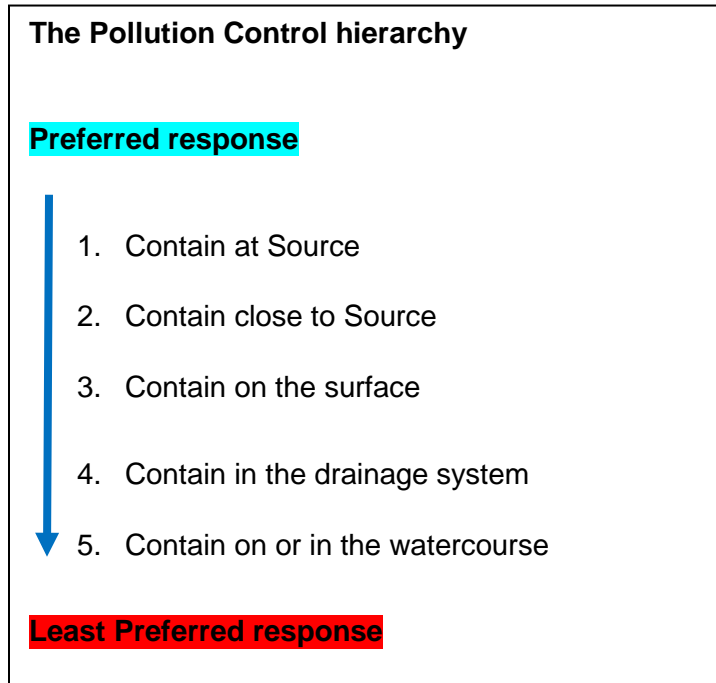 The Pollution Control hierarchy
Preferred response
1. Contain at Source
2. Contain close to Source
3. Contain on the surface
4. Contain in the drainage system
5. Contain on or in the watercourse
Least Preferred response